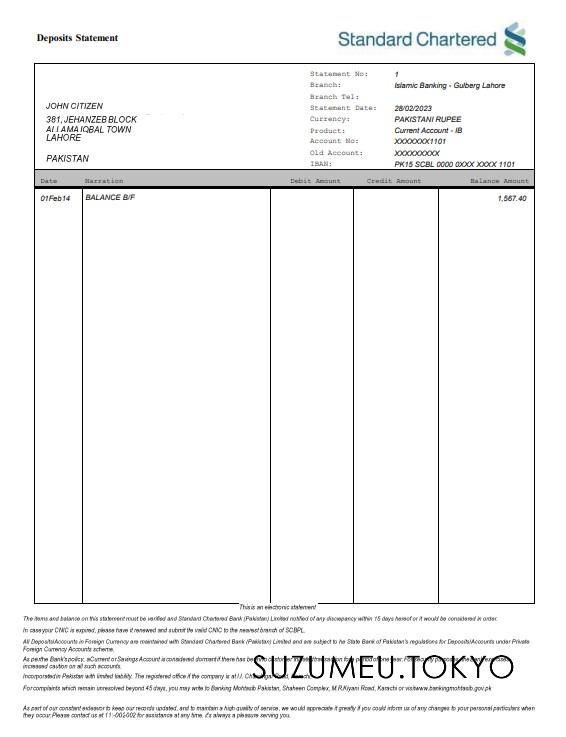 Deposits Statement
Standard Chartered
Statement No: 1
Branch: Islamic Banking - Gulberg Lahore
Branch Tel:
JOHN CITIZEN
Statement Date: 28/02/2023
381, JEHANZEB BLOCK
Currency: PAKISTANI RUPEE
ALLAMA IQBAL TOWN
Product: Current Account - IB
LAHORE
Account No: XXXXXXX1101
Old Account: XXXXXXXXX
PAKISTAN
IBAN: PK15 SCBL 0000 0XXX XXXX 1101
Date Narration Debit Amount Credit Amount Balance Amount
01Feb14 BALANCE B/F 1,567.40
This is an electronic statement
The items and balance on this statement must be verified and Standard Chartered Bank (Pakistan) Limited notified of any discrepancy within 15 days hereof or it would be considered in order.
In case your CNIC is expired, please have it renewed and submit the valid CNIC to the nearest branch of SCBPL.
All Deposits/Accounts in Foreign Currency are maintained with Standard Chartered Bank (Pakistan) Limited and are subject to he State Bank of Pakistan's regulations for Deposits/Accounts under Private
Foreign Currency Accounts scheme.
As per the Bank's policy, a Current or Savings Account is considered dormant if there has been no customer initiated transaction for a period of one year. For security purposes, the Bank exercises
increased caution on all such accounts.
Incorporated in Pakistan with limited liability. The registered office if the company is at I.I. Road,
SUZUMEU.TOKYO
For complaints which remain unresolved beyond 45 days, you may write to Banking Mohtasib Pakistan, Shaheen Complex, M.R.Kiyani Road, Karachi or visit www.bankingmohtasib.gov.pk
As part of our constant endeavor to keep our records updated, and to maintain a high quality of service, we would appreciate it greatly if you could inform us of any changes to your personal particulars when
they occur. Please contact us at 11:-002-002 for assistance at any time, it's always a pleasure serving you.